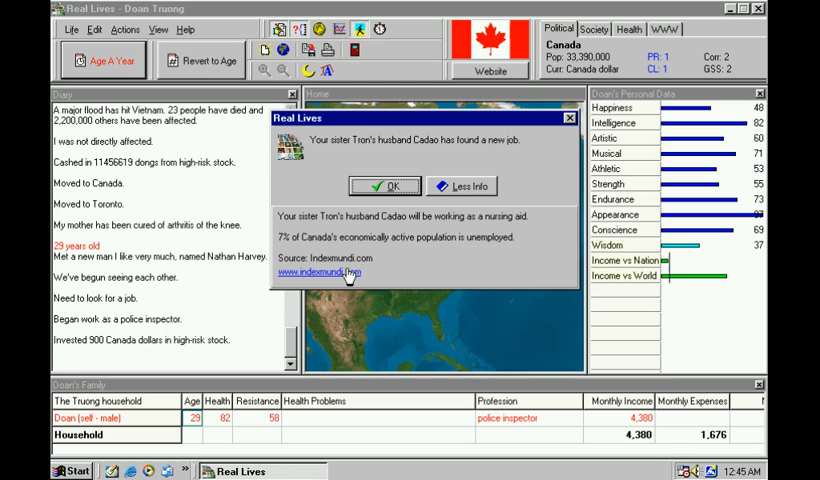 Real Lives - Doan Truong
Life Edit Actions View Help
Age A Year
Revert to Age
Website
Political Society Health WWW
Canada
Pop: 33,390,000 PR: 1 Corr: 2
Curr: Canada dollar CL: 1 GSS: 2
Diary
A major flood has hit Vietnam. 23 people have died and
2,200,000 others have been affected.
I was not directly affected.
Cashed in 11456619 dongs from high-risk stock.
Moved to Canada.
Moved to Toronto.
My mother has been cured of arthritis of the knee.
29 years old
Met a new man I like very much, named Nathan Harvey.
We've begun seeing each other.
Need to look for a job.
Began work as a police inspector.
Invested 900 Canada dollars in high-risk stock.
Home
Real Lives
Your sister Tron's husband Cadao has found a new job.
OK
Less Info
Your sister Tron's husband Cadao will be working as a nursing aid.
7% of Canada's economically active population is unemployed.
Source: Indexmundi.com
www.indexmundi.com
Doan's Personal Data
Happiness 48
Intelligence 82
Artistic 60
Musical 71
Athletic 53
Strength 55
Endurance 73
Appearance 87
Conscience 69
Wisdom 37
Income vs Nation
Income vs World
Doan's Family
The Truong household Age Health Resistance Health Problems Profession Monthly Income Monthly Expenses
Doan (self - male) 29 82 58 police inspector 4,380
Household 4,380 1,676
Start
Real Lives
12:45 AM